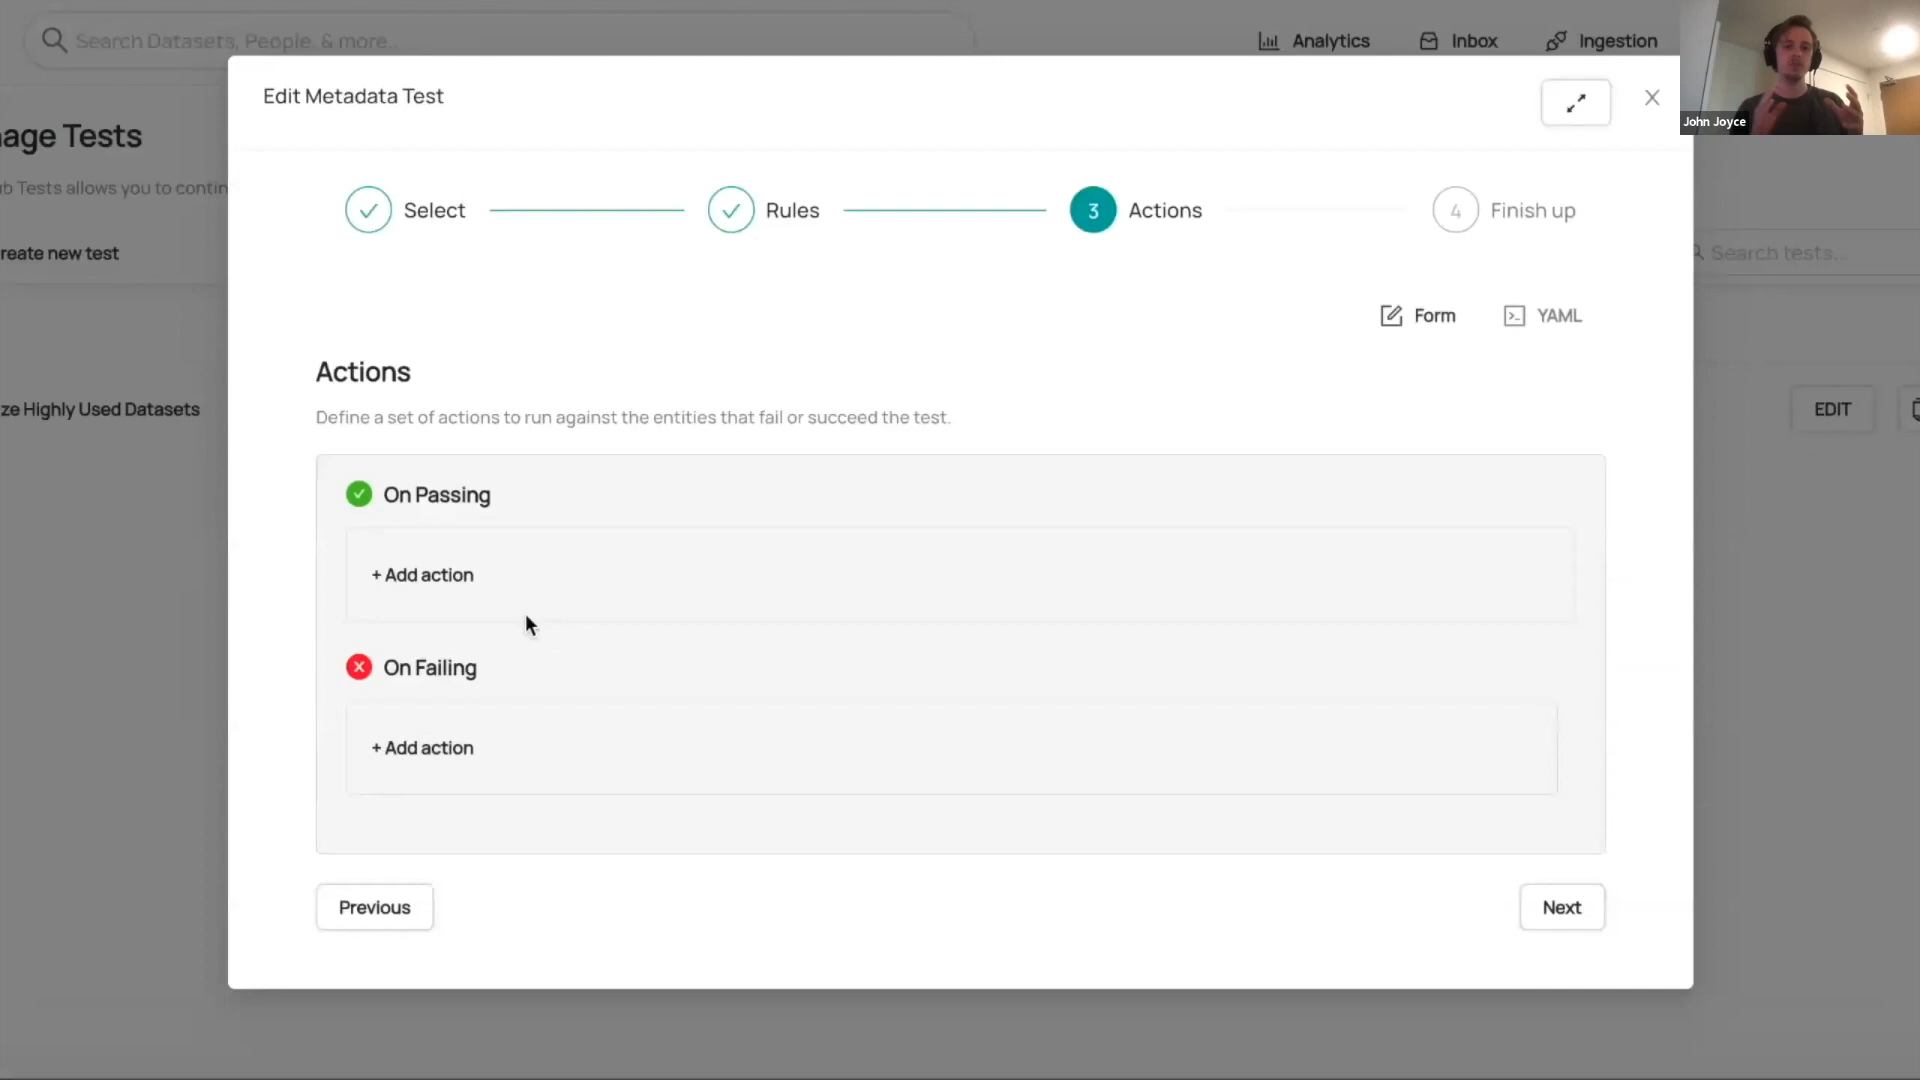 Search Datasets, People, & more...
Analytics
Inbox
Ingestion
John Joyce
Edit Metadata Test
age Tests
b Tests allows you to contin
reate new test
Search tests...
ze Highly Used Datasets
EDIT
Select
Rules
3 Actions
4 Finish up
Form
YAML
Actions
Define a set of actions to run against the entities that fail or succeed the test.
On Passing
+ Add action
On Failing
+ Add action
Previous
Next